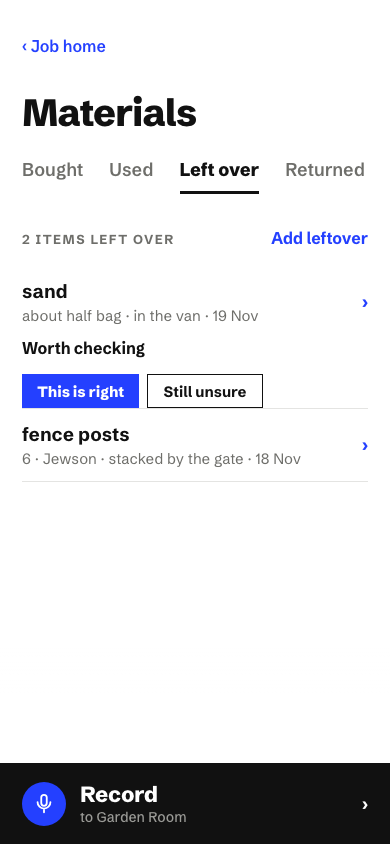 ‹ Job home
Materials
Bought Used Left over Returned
2 ITEMS LEFT OVER Add leftover
sand
about half bag · in the van · 19 Nov
›
Worth checking
This is right Still unsure
fence posts
6 · Jewson · stacked by the gate · 18 Nov
›
Record
to Garden Room
›